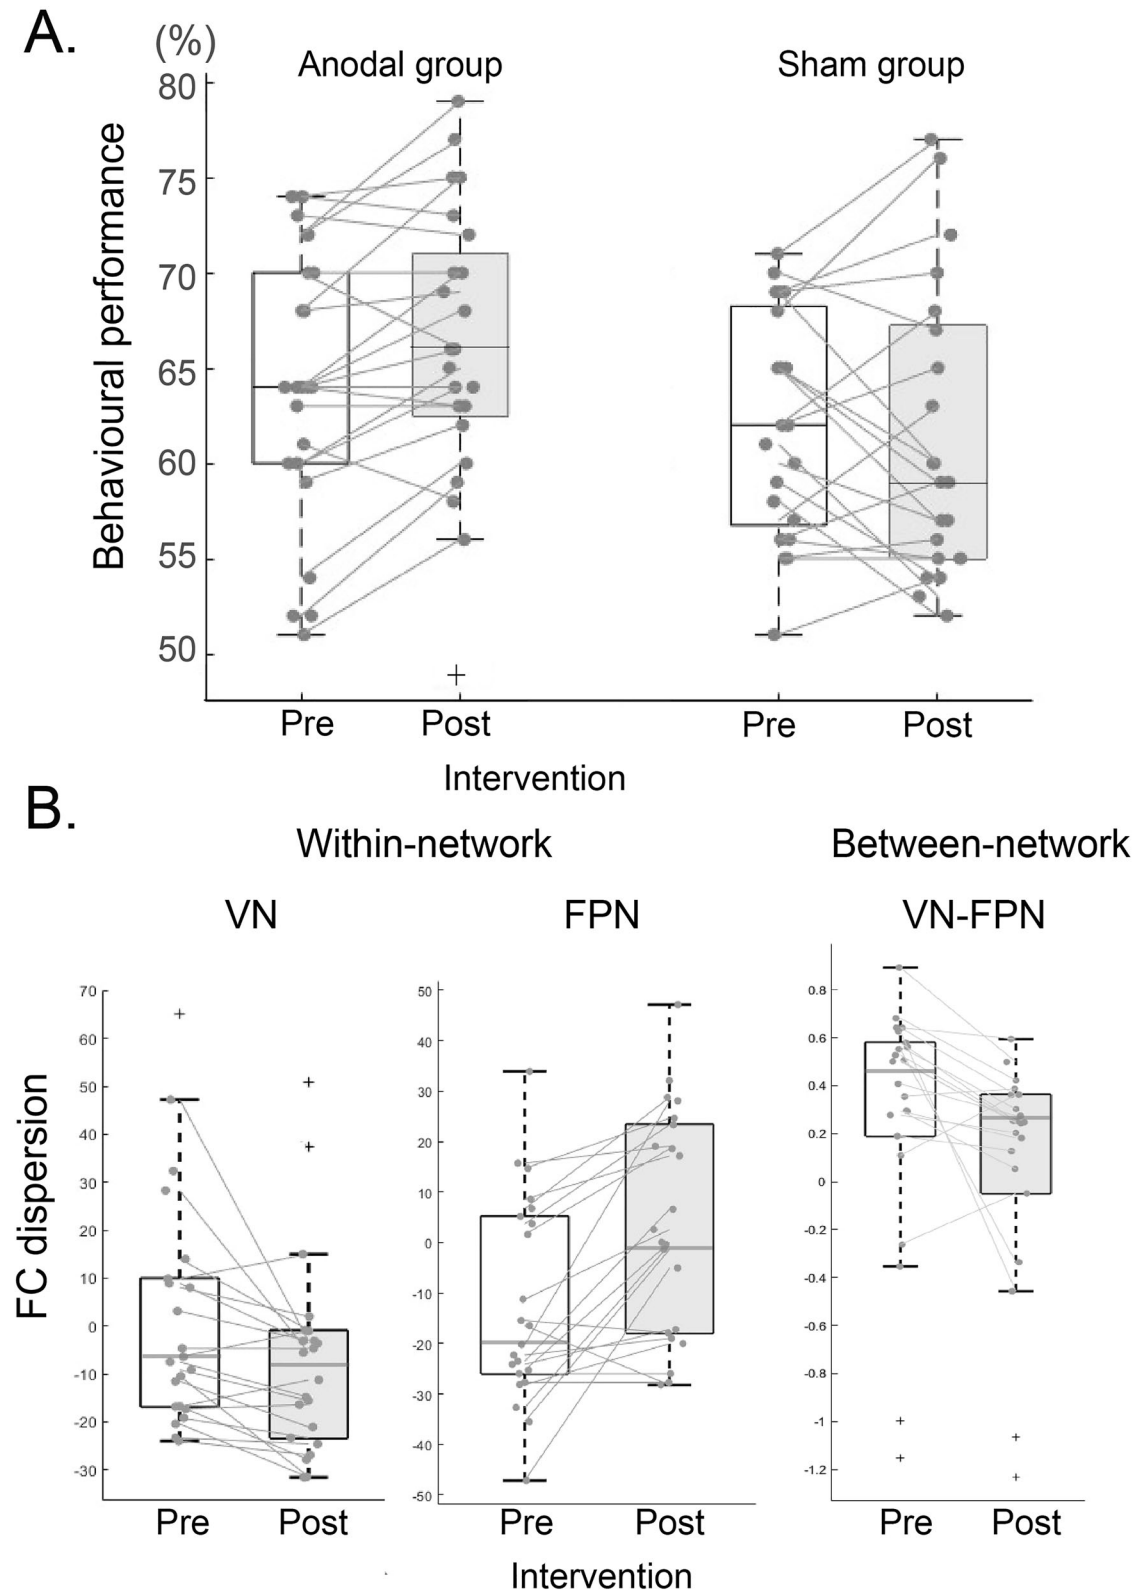 A.
(%)
Anodal group
Sham group
Behavioural performance
80
75
70
65
60
55
50
Pre
Post
Pre
Post
Intervention
B.
Within-network
Between-network
VN
FPN
VN-FPN
FC dispersion
70
60
50
40
30
20
10
0
-10
-20
-30
50
40
30
20
10
0
-10
-20
-30
-40
-50
0.8
0.6
0.4
0.2
0
-0.2
-0.4
-0.6
-0.8
-1
-1.2
Pre
Post
Pre
Post
Pre
Post
Intervention